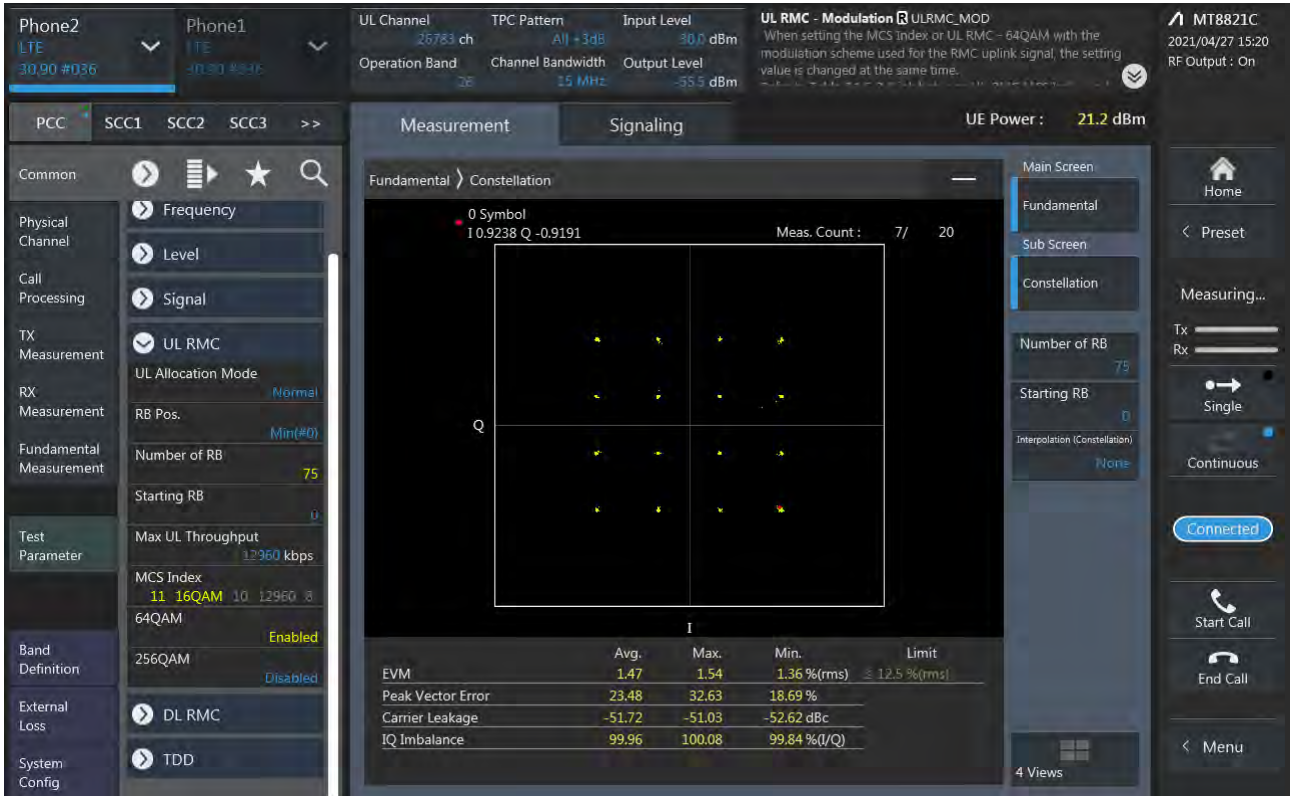 Phone2
LTE
30,90 #036
Phone1
LTE
30,90 #036
UL Channel
26783 ch
TPC Pattern
All +3dB
Input Level
30.0 dBm
Operation Band
26
Channel Bandwidth
15 MHz
Output Level
-55.5 dBm
UL RMC - Modulation R ULRMC_MOD
When setting the MCS Index or UL RMC - 64QAM with the
modulation scheme used for the RMC uplink signal, the setting
value is changed at the same time.
MT8821C
2021/04/27 15:20
RF Output : On
PCC
SCC1
SCC2
SCC3
>>
Measurement
Signaling
UE Power : 21.2 dBm
Common
Physical
Channel
Call
Processing
TX
Measurement
RX
Measurement
Fundamental
Measurement
Test
Parameter
Band
Definition
External
Loss
System
Config
Frequency
Level
Signal
UL RMC
UL Allocation Mode
Normal
RB Pos.
Min(#0)
Number of RB
75
Starting RB
0
Max UL Throughput
12960 kbps
MCS Index
11 16QAM 10 12960 8
64QAM
Enabled
256QAM
Disabled
DL RMC
TDD
Fundamental
Constellation
0 Symbol
I 0.9238 Q -0.9191
Meas. Count : 7/ 20
Q
I
Avg. Max. Min. Limit
EVM 1.47 1.54 1.36 %(rms) ≤ 12.5 %(rms)
Peak Vector Error 23.48 32.63 18.69 %
Carrier Leakage -51.72 -51.03 -52.62 dBc
IQ Imbalance 99.96 100.08 99.84 %(I/Q)
Main Screen
Fundamental
Sub Screen
Constellation
Number of RB
75
Starting RB
0
Interpolation (Constellation)
None
4 Views
Home
< Preset
Measuring...
Tx
Rx
Single
Continuous
Connected
Start Call
End Call
< Menu